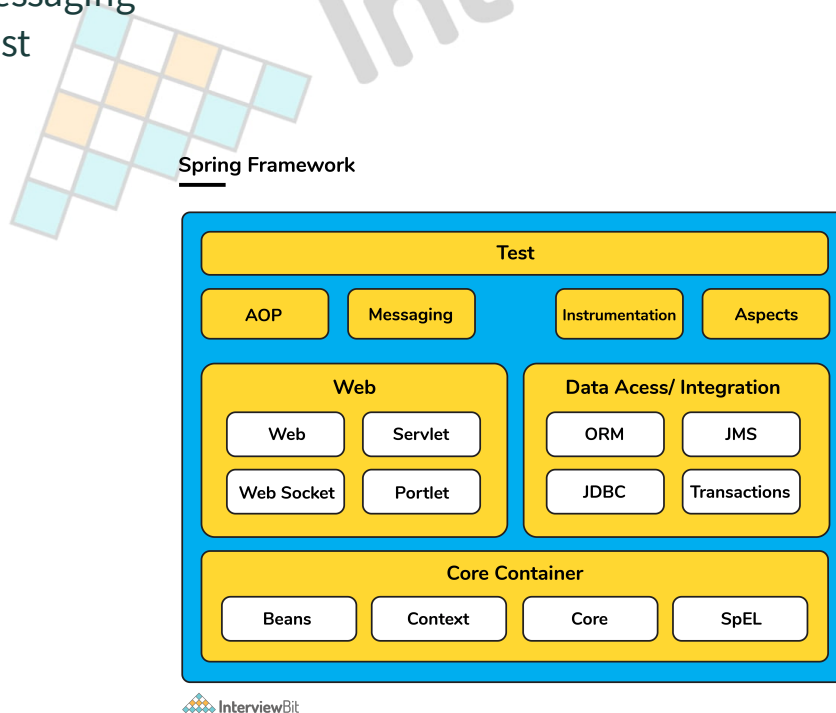 essaging
st
Int
Spring Framework
Test
AOP Messaging Instrumentation Aspects
Web Data Acess/ Integration
Web Servlet ORM JMS
Web Socket Portlet JDBC Transactions
Core Container
Beans Context Core SpEL
InterviewBit